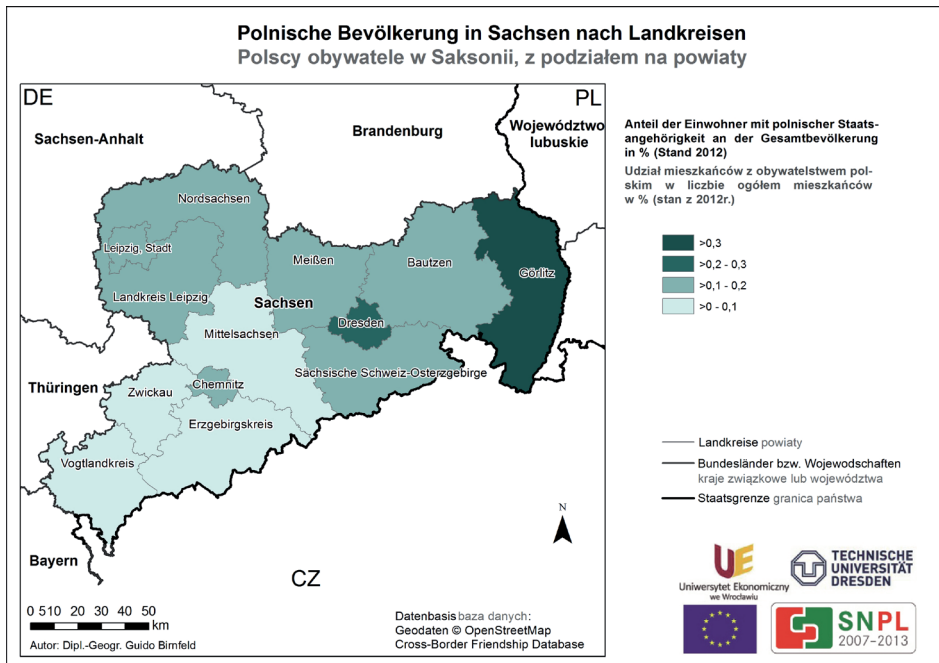 Polnische Bevölkerung in Sachsen nach Landkreisen
Polscy obywatele w Saksonii, z podziałem na powiaty
DE
PL
Sachsen-Anhalt
Brandenburg
Województwo
lubuskie
Nordsachsen
Leipzig, Stadt
Landkreis Leipzig
Meißen
Bautzen
Görlitz
Sachsen
Dresden
Mittelsachsen
Sächsische Schweiz-Osterzgebirge
Thüringen
Chemnitz
Zwickau
Erzgebirgskreis
Vogtlandkreis
Bayern
CZ
N
0 510 20 30 40 50
km
Autor: Dipl.-Geogr. Guido Birnfeld
Datenbasis baza danych:
Geodaten © OpenStreetMap
Cross-Border Friendship Database
Anteil der Einwohner mit polnischer Staats-
angehörigkeit an der Gesamtbevölkerung
in % (Stand 2012)
Udział mieszkańców z obywatelstwem pol-
skim w liczbie ogółem mieszkańców
w % (stan z 2012r.)
>0,3
>0,2 - 0,3
>0,1 - 0,2
>0 - 0,1
Landkreise powiaty
Bundesländer bzw. Wojewodschaften
kraje związkowe lub województwa
Staatsgrenze granica państwa
UE
Uniwersytet Ekonomiczny
we Wrocławiu
TECHNISCHE
UNIVERSITÄT
DRESDEN
SNPL
2007-2013